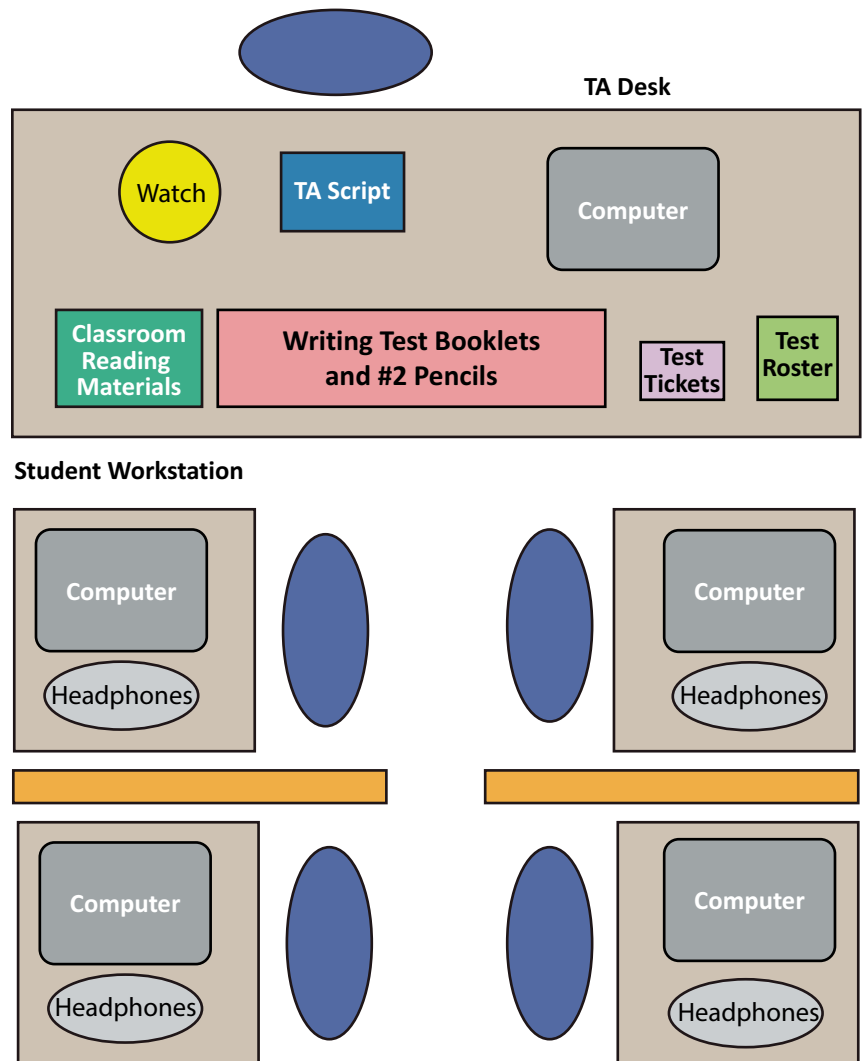 TA Desk
Watch
TA Script
Computer
Classroom
Reading
Materials
Writing Test Booklets
and #2 Pencils
Test
Tickets
Test
Roster
Student Workstation
Computer
Headphones
Computer
Headphones
Computer
Headphones
Computer
Headphones